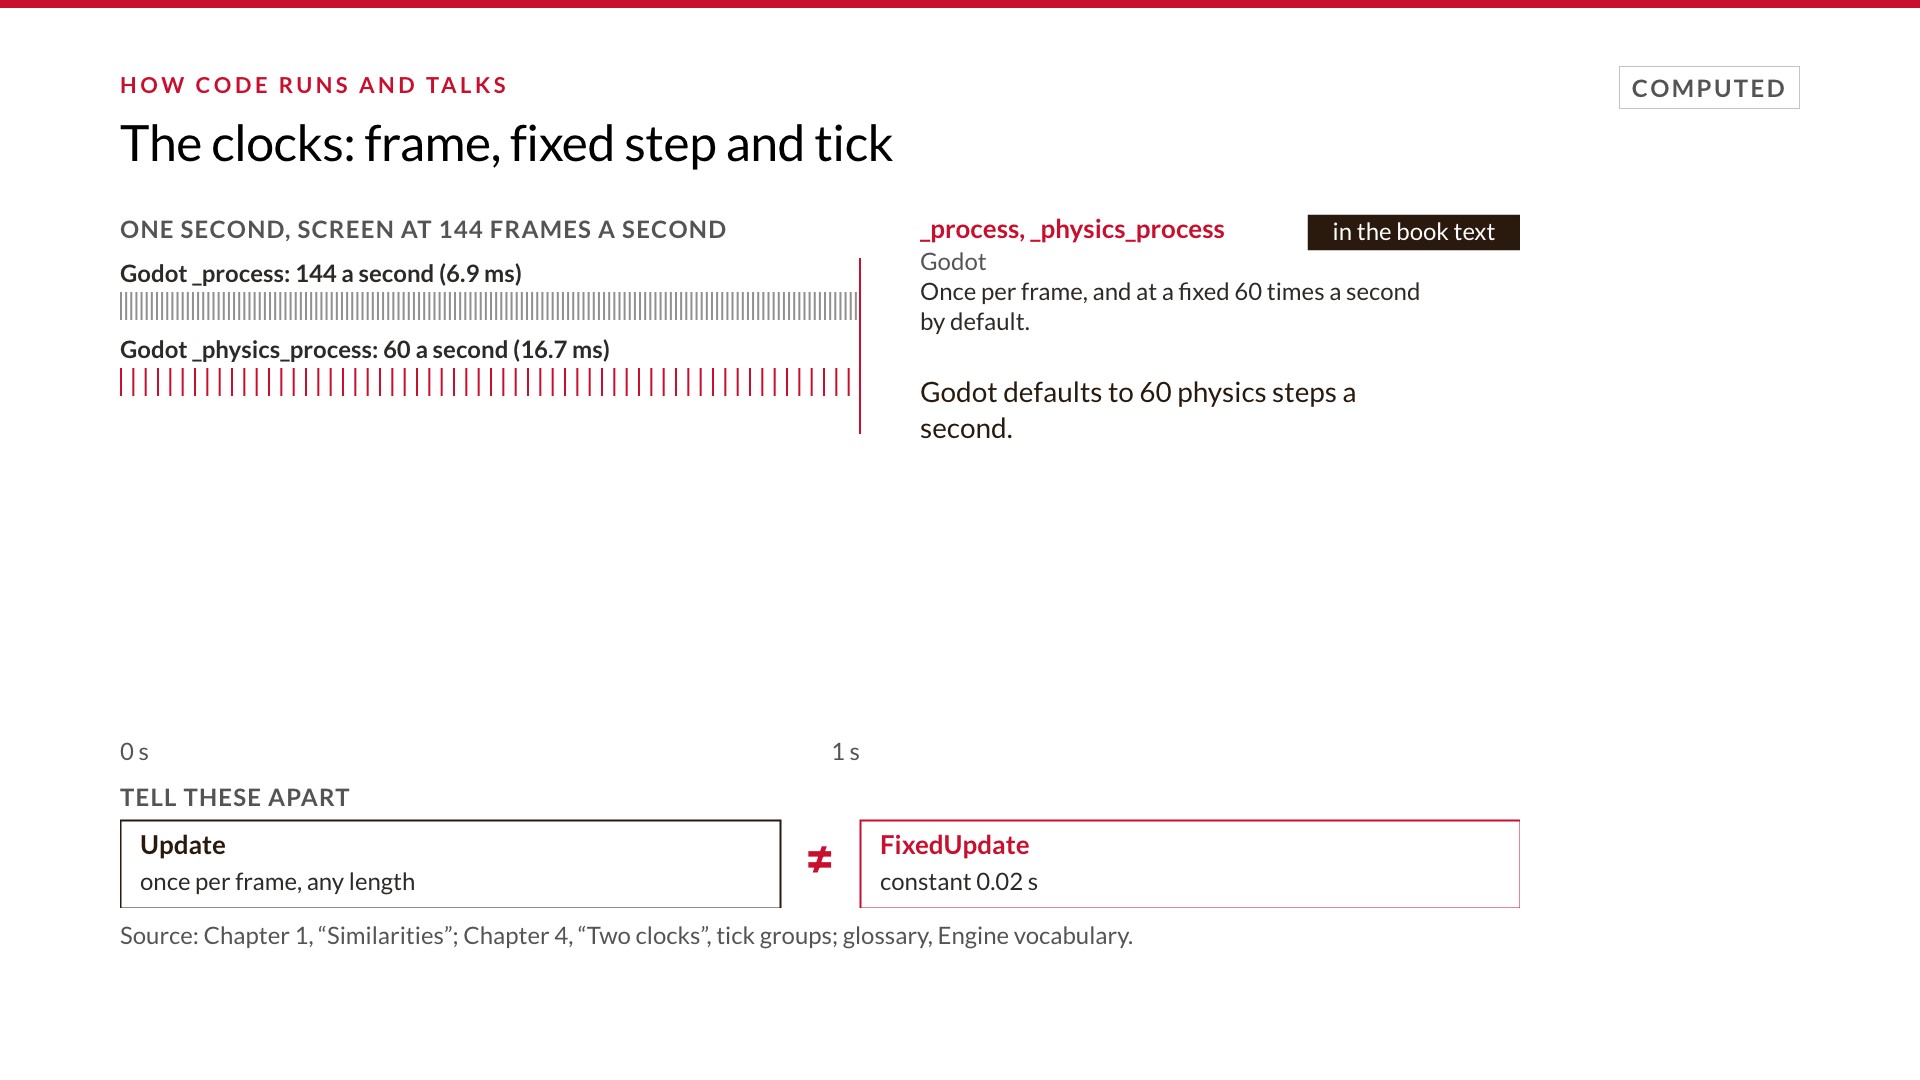 HOW CODE RUNS AND TALKS
COMPUTED
The clocks: frame, fixed step and tick
ONE SECOND, SCREEN AT 144 FRAMES A SECOND
Godot _process: 144 a second (6.9 ms)
Godot _physics_process: 60 a second (16.7 ms)
_process, _physics_process
in the book text
Godot
Once per frame, and at a fixed 60 times a second
by default.
Godot defaults to 60 physics steps a
second.
0 s
1 s
TELL THESE APART
Update
once per frame, any length
≠
FixedUpdate
constant 0.02 s
Source: Chapter 1, “Similarities”; Chapter 4, “Two clocks”, tick groups; glossary, Engine vocabulary.